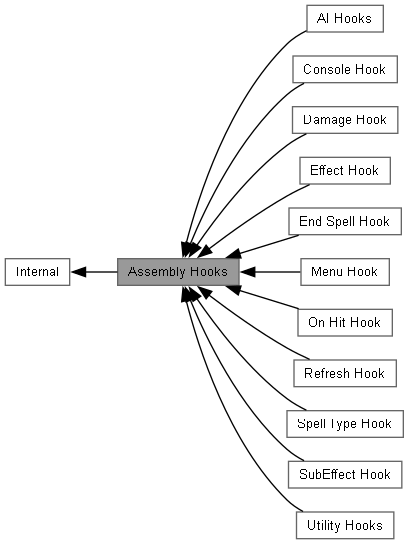 AI Hooks
Console Hook
Damage Hook
Effect Hook
End Spell Hook
Internal
Assembly Hooks
Menu Hook
On Hit Hook
Refresh Hook
Spell Type Hook
SubEffect Hook
Utility Hooks